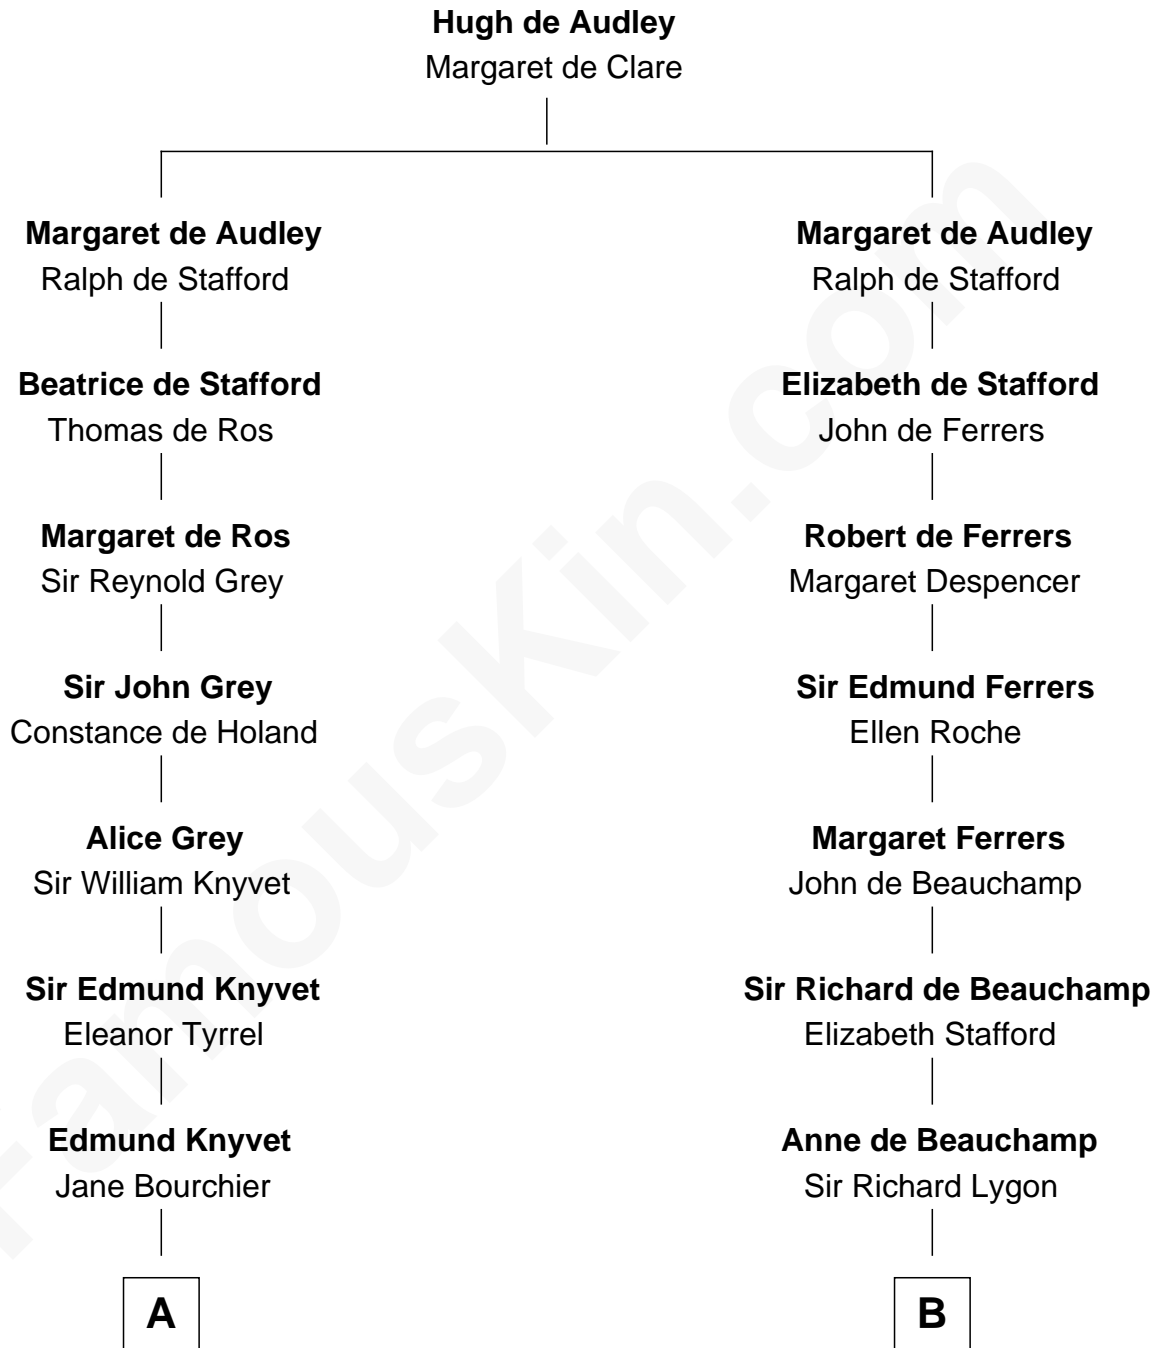 Hugh de Audley
Margaret de Clare
Margaret de Audley
Ralph de Stafford
Margaret de Audley
Ralph de Stafford
Beatrice de Stafford
Thomas de Ros
Elizabeth de Stafford
John de Ferrers
Margaret de Ros
Sir Reynold Grey
Robert de Ferrers
Margaret Despencer
Sir John Grey
Constance de Holand
Sir Edmund Ferrers
Ellen Roche
Alice Grey
Sir William Knyvet
Margaret Ferrers
John de Beauchamp
Sir Edmund Knyvet
Eleanor Tyrrel
Sir Richard de Beauchamp
Elizabeth Stafford
Edmund Knyvet
Jane Bourchier
Anne de Beauchamp
Sir Richard Lygon
A
B
FamousKin.com